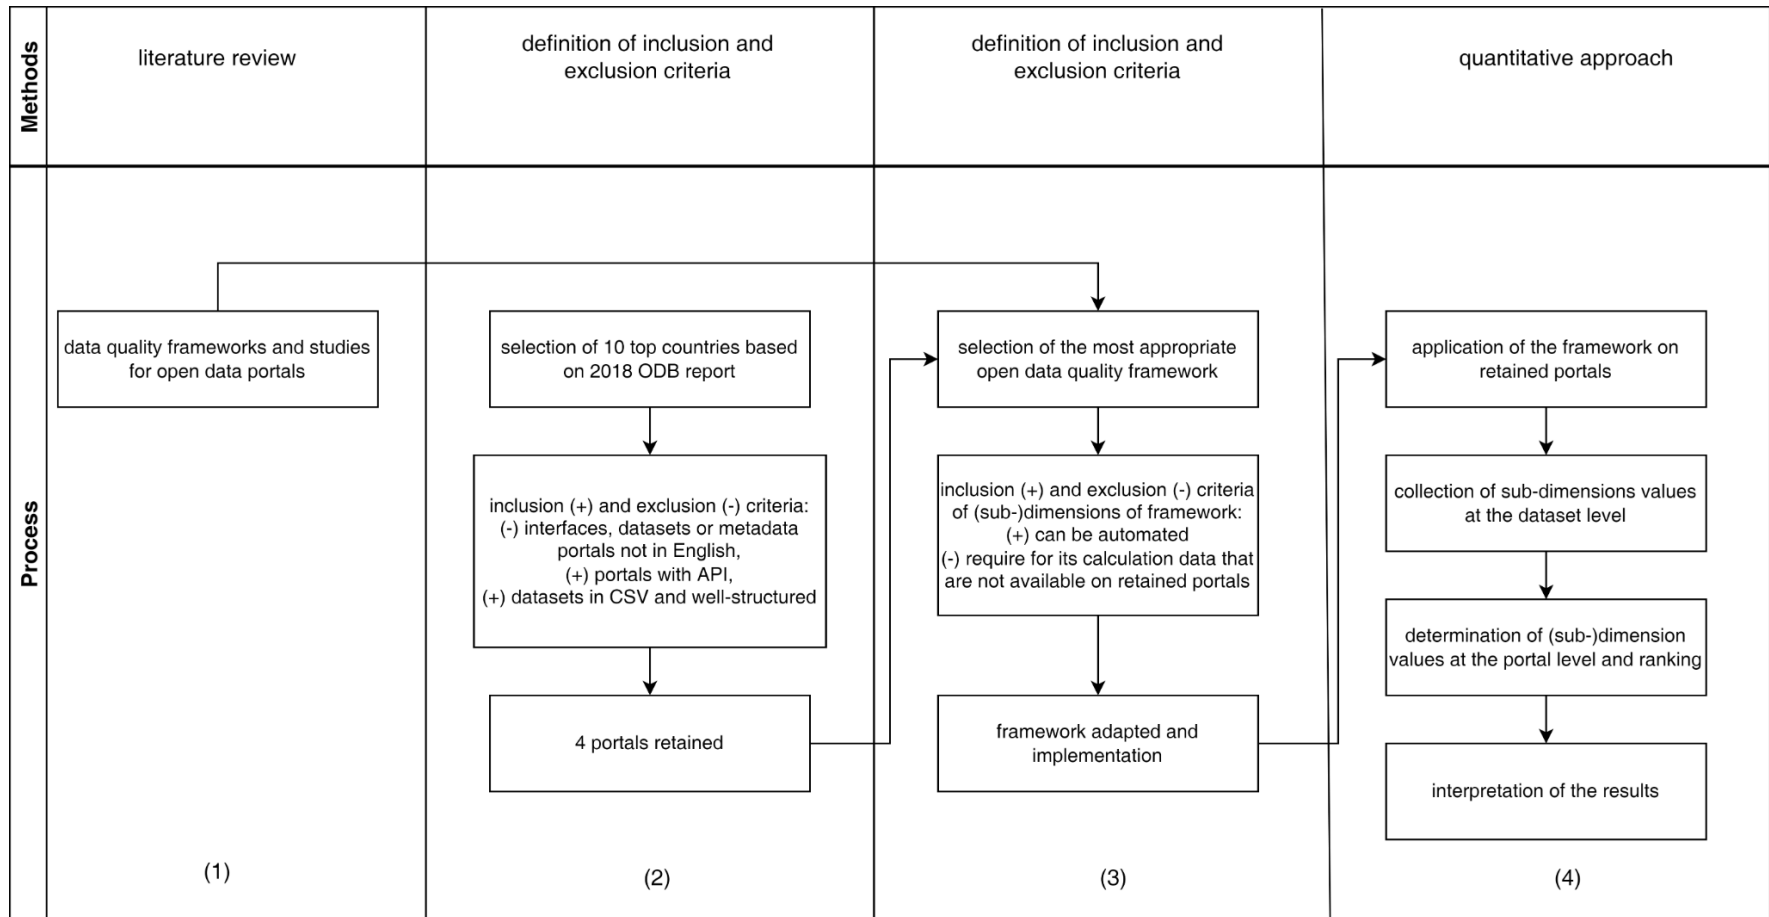 Methods
literature review
definition of inclusion and
exclusion criteria
definition of inclusion and
exclusion criteria
quantitative approach
Process
data quality frameworks and studies
for open data portals
(1)
selection of 10 top countries based
on 2018 ODB report
inclusion (+) and exclusion (-) criteria:
(-) interfaces, datasets or metadada
portals not in English,
(+) portals with API,
(+) datasets in CSV and well-structured
4 portals retained
(2)
selection of the most appropriate
open data quality framework
inclusion (+) and exclusion (-) criteria
of (sub-)dimensions of framework:
(+) can be automated
(-) require for its calculation data that
are not available on retained portals
framework adapted and
implementation
(3)
application of the framework on
retained portals
collection of sub-dimensions values
at the dataset level
determination of (sub-)dimension
values at the portal level and ranking
interpretation of the results
(4)